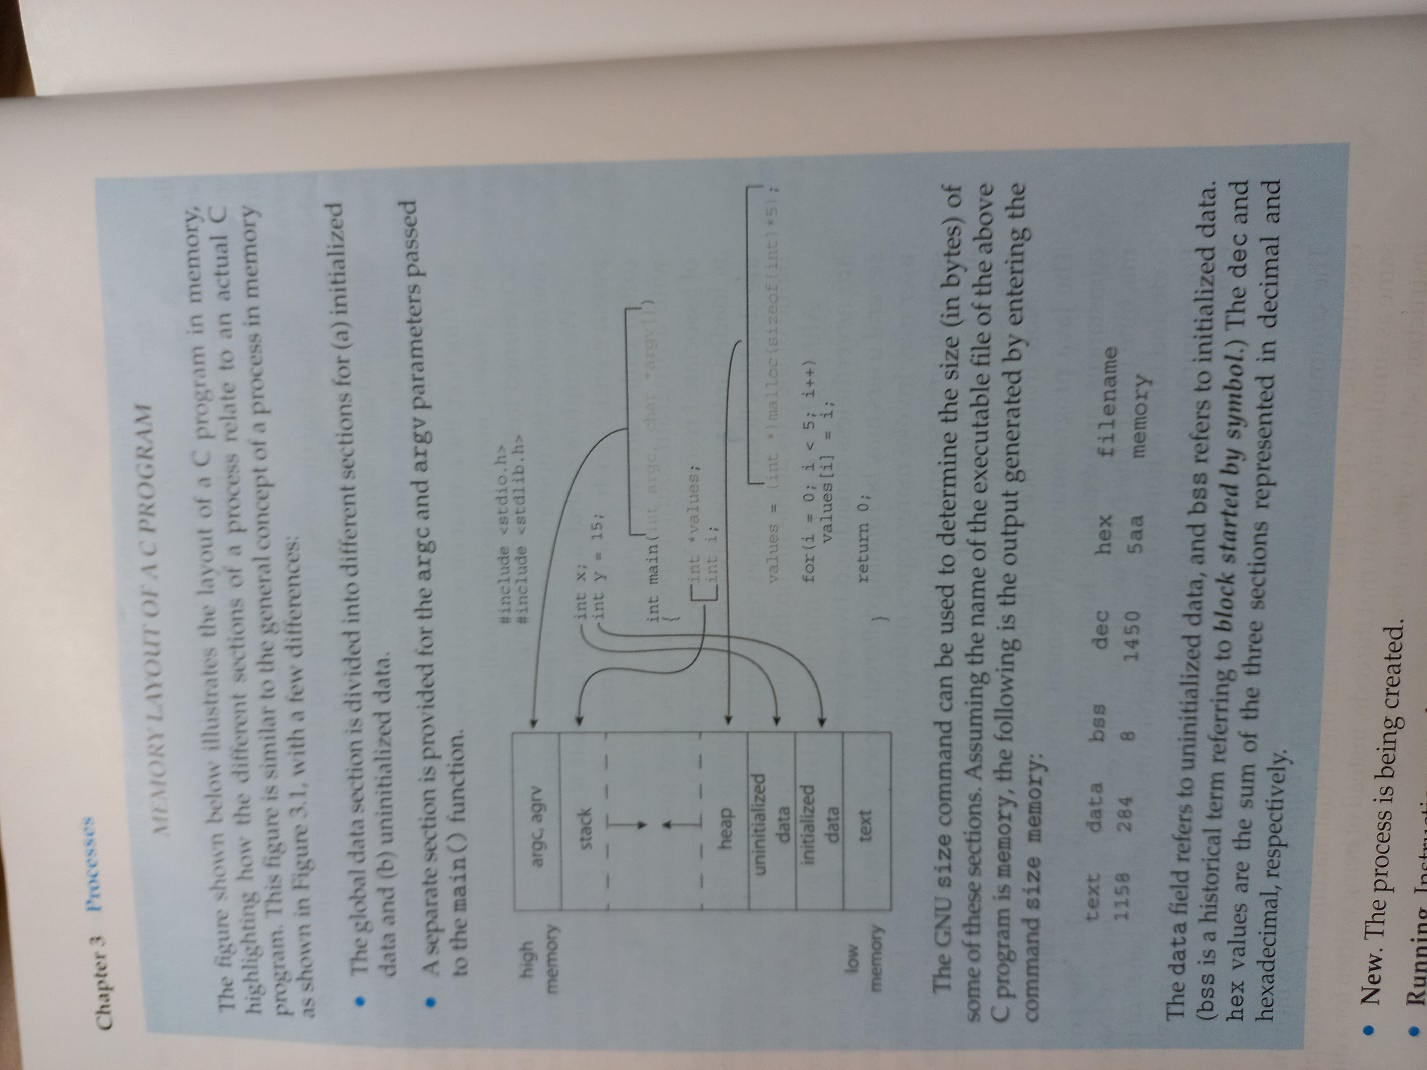 Chapter 3 Processes
MEMORY LAYOUT OF A C PROGRAM
The figure shown below illustrates the layout of a C program in memory,
highlighting how the different sections of a process relate to an actual C
program. This figure is similar to the general concept of a process in memory
as shown in Figure 3.1, with a few differences:
• The global data section is divided into different sections for (a) initialized
data and (b) uninitialized data.
• A separate section is provided for the argc and argv parameters passed
to the main() function.
high
memory
argc, agrv
stack
heap
uninitialized
data
initialized
data
text
low
memory
#include <stdio.h>
#include <stdlib.h>
int x;
int y = 15;
int main(int argc, char *argv[])
{
int *values;
int i;
values = (int *)malloc(sizeof(int)*5);
for(i = 0; i < 5; i++)
values[i] = i;
return 0;
}
The GNU size command can be used to determine the size (in bytes) of
some of these sections. Assuming the name of the executable file of the above
C program is memory, the following is the output generated by entering the
command size memory:
text data bss dec hex filename
1158 284 8 1450 5aa memory
The data field refers to uninitialized data, and bss refers to initialized data.
(bss is a historical term referring to block started by symbol.) The dec and
hex values are the sum of the three sections represented in decimal and
hexadecimal, respectively.
• New. The process is being created.
• Running.